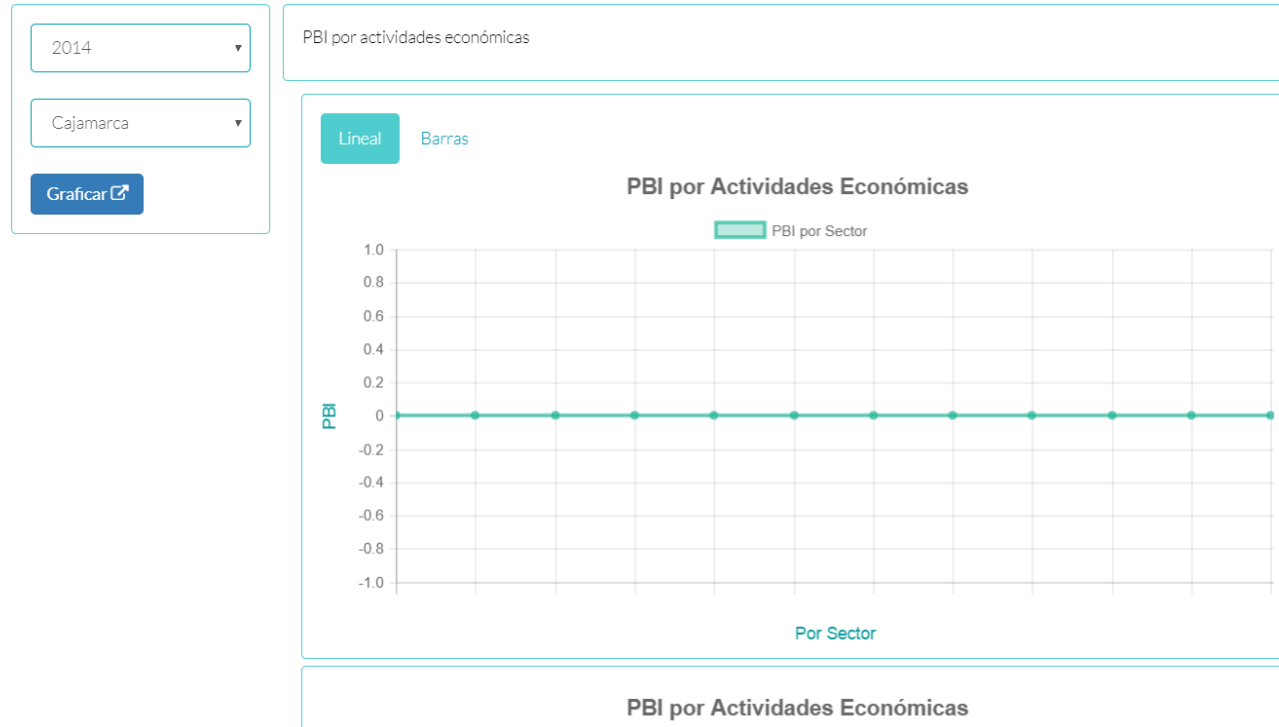 2014
Cajamarca
Graficar
PBI por actividades económicas
Lineal Barras
PBI por Actividades Económicas
PBI por Sector
1.0
0.8
0.6
0.4
0.2
0
-0.2
-0.4
-0.6
-0.8
-1.0
PBI
Por Sector
PBI por Actividades Económicas